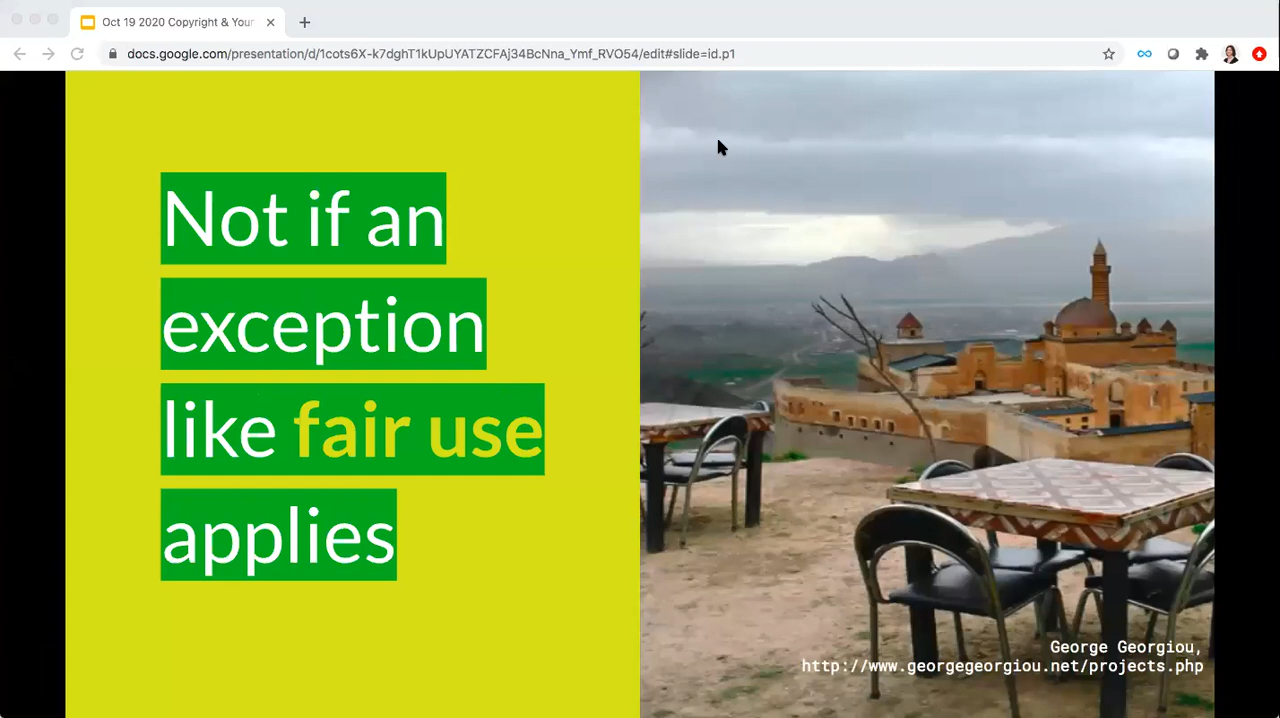 Oct 19 2020 Copyright & Your
docs.google.com/presentation/d/1cots6X-k7dghT1kUpUYATZCFAj34BcNna_Ymf_RVO54/edit#slide=id.p1
Not if an
exception
like fair use
applies
George Georgiou,
http://www.georgegeorgiou.net/projects.php